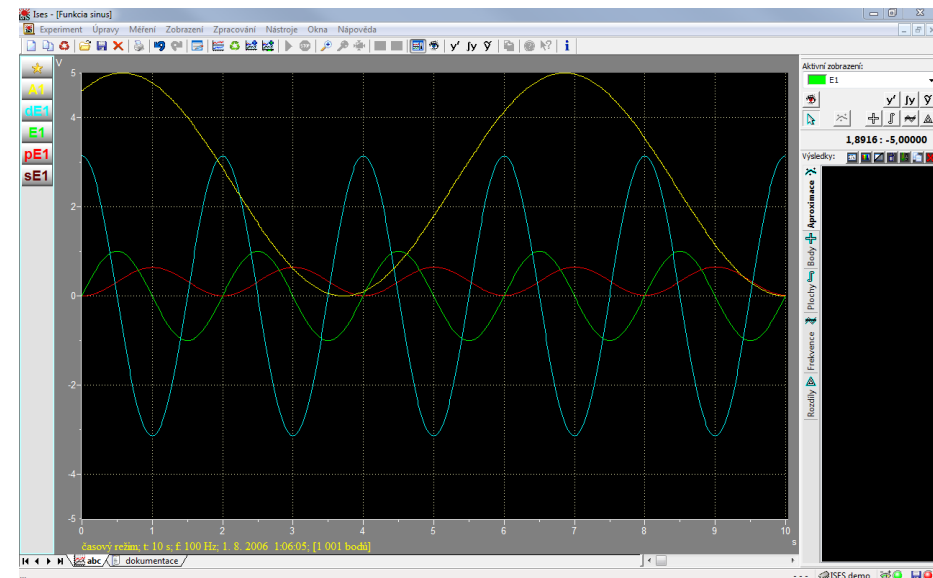 Ises - [Funkcia sinus]
Experiment Úpravy Měření Zobrazení Zpracování Nástroje Okna Nápověda
y' ∫y ỹ i
A1
dE1
E1
pE1
sE1
V
5
4
2
0
-2
-4
-5
0 1 2 3 4 5 6 7 8 9 10
s
časový režim; t: 10 s; f: 100 Hz; 1. 8. 2006 1:06:05; [1 001 bodů]
abc dokumentace
Aktivní zobrazení:
E1
y' ∫y ỹ
1,8916 : -5,00000
Výsledky:
Aproximace
Body
Plochy
Frekvence
Rozdíly
- - - ISES demo